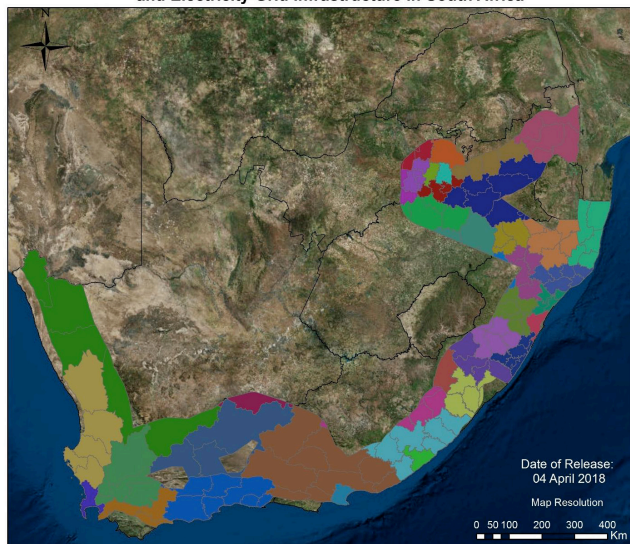 and Electricity Grid Infrastructure in South Africa
N
Date of Release:
04 April 2018
Map Resolution
0 50 100 200 300 400
Km